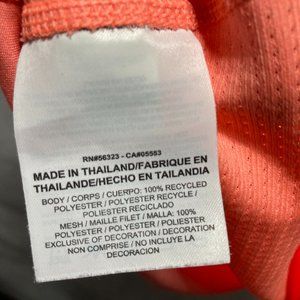 RN#56323 - CA#05553
MADE IN THAILAND/FABRIQUE EN
THAILANDE/HECHO EN TAILANDIA
BODY / CORPS / CUERPO: 100% RECYCLED
POLYESTER / POLYESTER RECYCLE /
POLIESTER RECICLADO
MESH / MAILLE FILET / MALLA: 100%
POLYESTER / POLYESTER / POLIESTER
EXCLUSIVE OF DECORATION / DECORATION
NON COMPRISE / NO INCLUYE LA
DECORACION